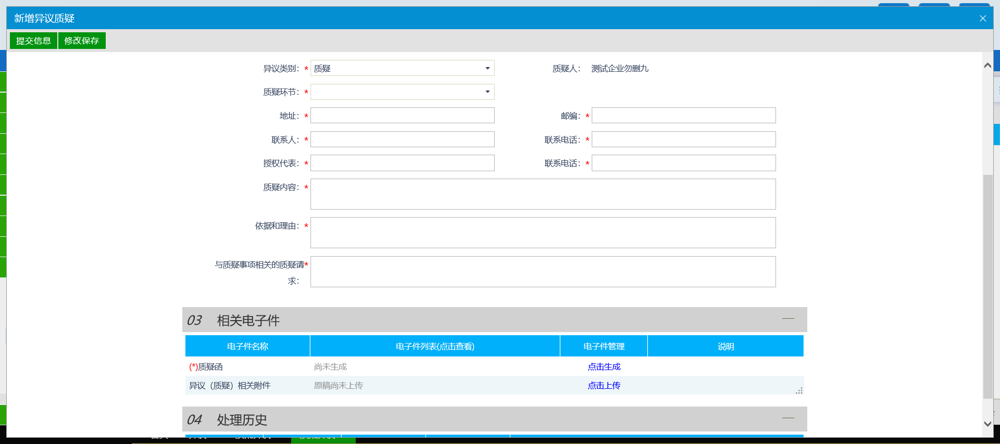 新增异议质疑
提交信息 修改保存
异议类别：* 质疑 质疑人： 测试企业勿删九
质疑环节：*
地址：* 邮编：*
联系人：* 联系电话：*
授权代表：* 联系电话：*
质疑内容：*
依据和理由：*
与质疑事项相关的质疑请*
求：
03 相关电子件
电子件名称 电子件列表(点击查看) 电子件管理 说明
(*)质疑函 尚未生成 点击生成
异议（质疑）相关附件 原稿尚未上传 点击上传
04 处理历史